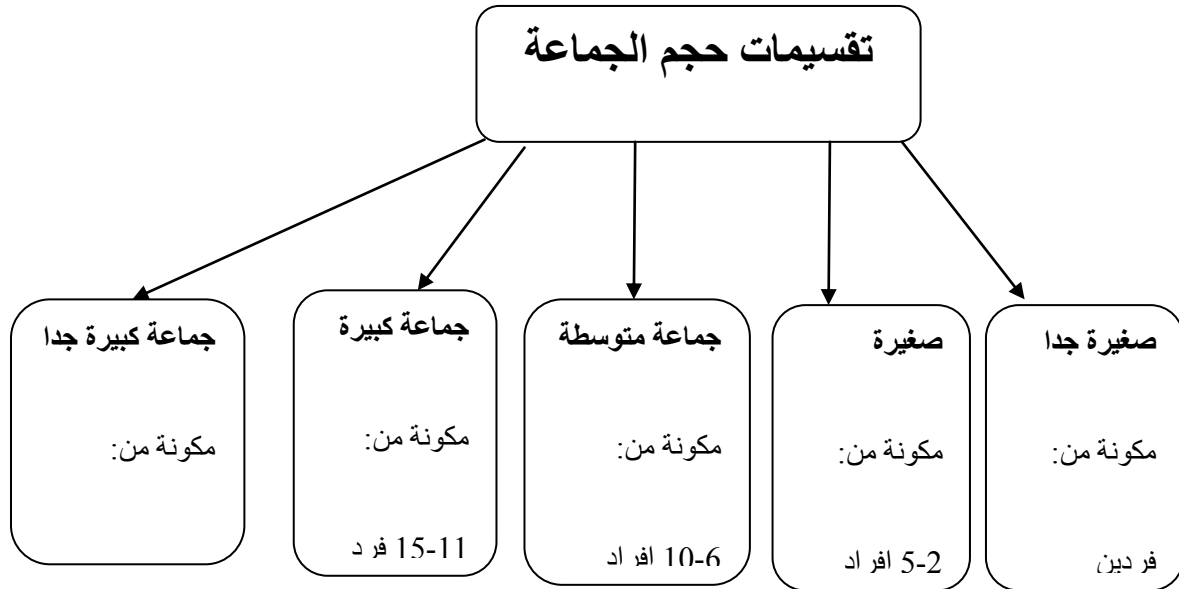 تقسيمات حجم الجماعة
صغيرة جدا
مكونة من:
فردين
صغيرة
مكونة من:
2-5 افراد
جماعة متوسطة
مكونة من:
6-10 افراد
جماعة كبيرة
مكونة من:
11-15 فرد
جماعة كبيرة جدا
مكونة من: